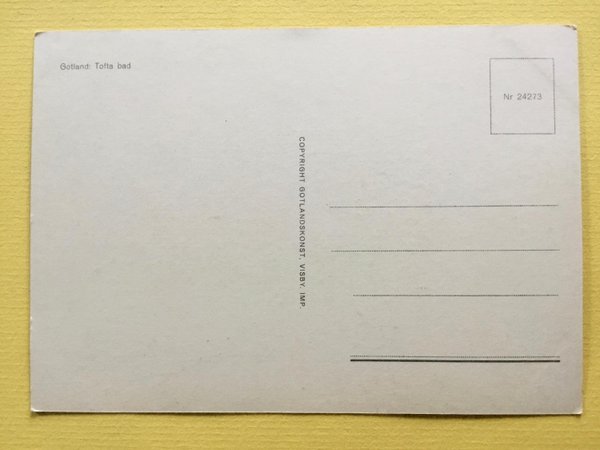 Gotland: Tofta bad
Nr 24273
COPYRIGHT GOTLANDSKONST, VISBY. IMP